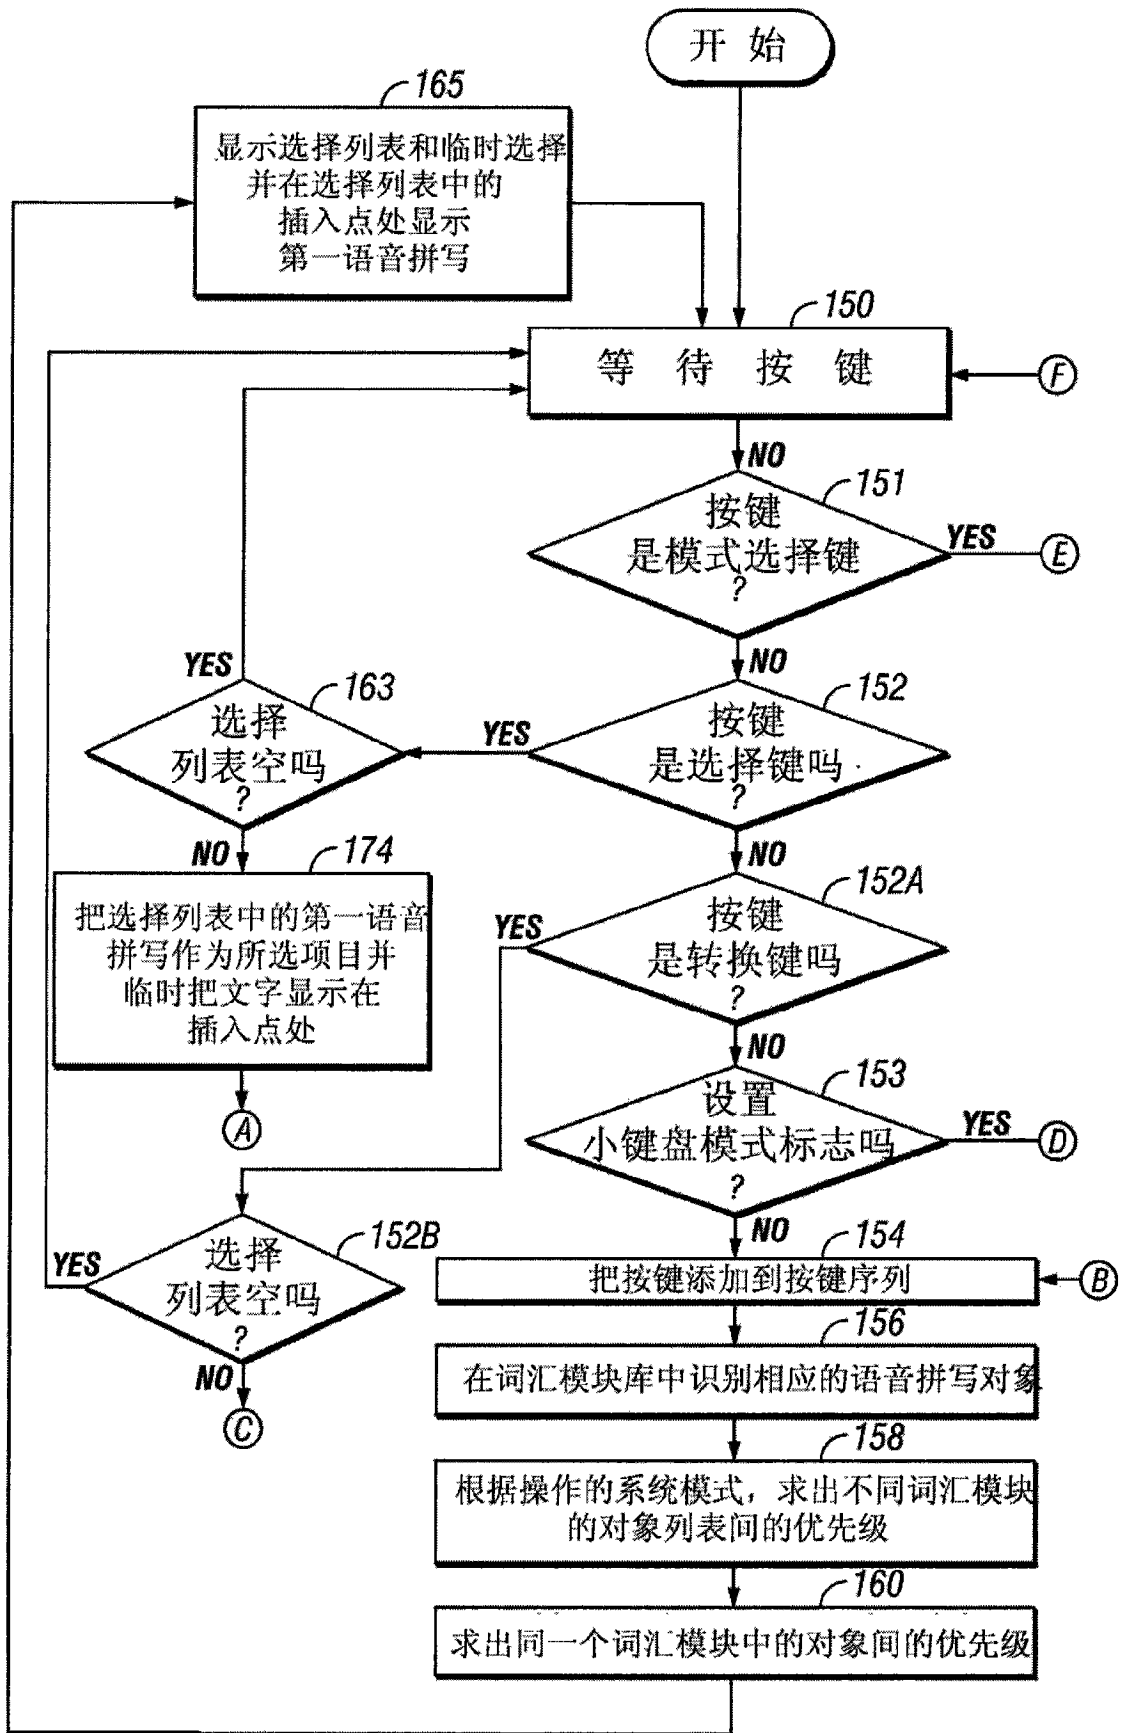 开 始
165
显示选择列表和临时选择
并在选择列表中的
插入点处显示
第一语音拼写
150
等 待 按 键
F
NO
151
按键
是模式选择键
?
YES
E
NO
152
按键
是选择键吗
?
YES
163
选择
列表空吗
?
YES
NO
174
把选择列表中的第一语音
拼写作为所选项目并
临时把文字显示在
插入点处
A
NO
152A
按键
是转换键吗
?
YES
NO
153
设置
小键盘模式标志吗
?
YES
D
152B
选择
列表空吗
?
YES
NO
C
NO
154
把按键添加到按键序列
B
156
在词汇模块库中识别相应的语音拼写对象
158
根据操作的系统模式，求出不同词汇模块
的对象列表间的优先级
160
求出同一个词汇模块中的对象间的优先级